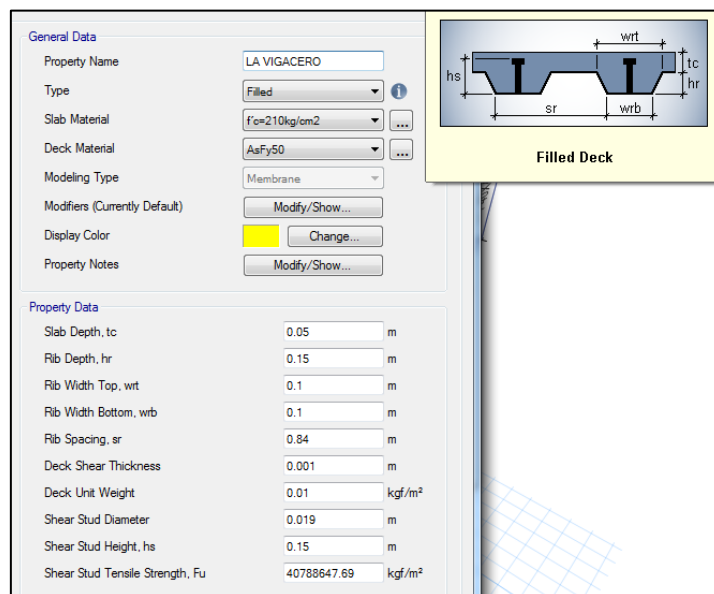 General Data
Property Name LA VIGACERO
Type Filled
Slab Material f'c=210kg/cm2 ...
Deck Material AsFy50 ...
Modeling Type Membrane
Modifiers (Currently Default) Modify/Show...
Display Color Change...
Property Notes Modify/Show...
Property Data
Slab Depth, tc 0.05 m
Rib Depth, hr 0.15 m
Rib Width Top, wrt 0.1 m
Rib Width Bottom, wrb 0.1 m
Rib Spacing, sr 0.84 m
Deck Shear Thickness 0.001 m
Deck Unit Weight 0.01 kgf/m²
Shear Stud Diameter 0.019 m
Shear Stud Height, hs 0.15 m
Shear Stud Tensile Strength, Fu 40788647.69 kgf/m²
wrt
tc
hs
hr
sr
wrb
Filled Deck